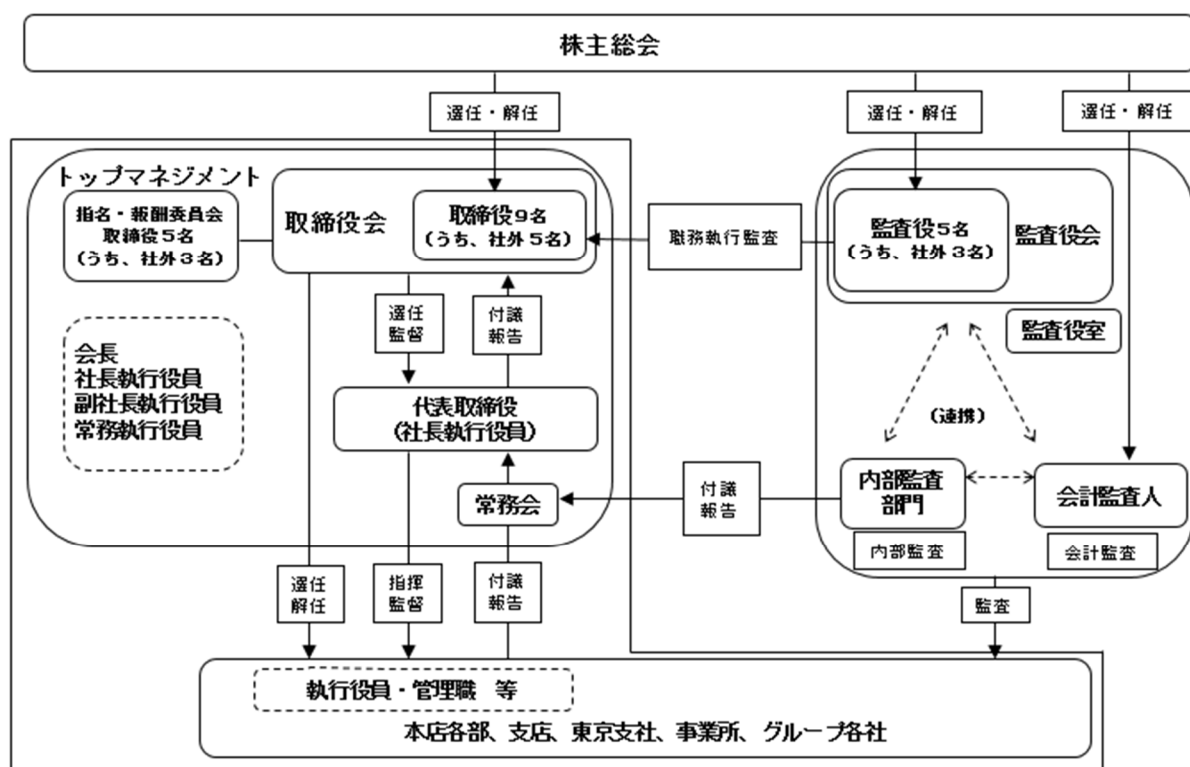 株主総会
選任・解任
選任・解任
選任・解任
トップマネジメント
指名・報酬委員会
取締役5名
(うち、社外3名)
取締役会
取締役9名
(うち、社外5名)
職務執行監査
監査役5名
(うち、社外3名)
監査役会
監査役室
選任
監督
付議
報告
会長
社長執行役員
副社長執行役員
常務執行役員
代表取締役
(社長執行役員)
(連携)
常務会
付議
報告
内部監査
部門
会計監査人
内部監査
会計監査
選任
解任
指揮
監督
付議
報告
監査
執行役員・管理職 等
本店各部、支店、東京支社、事業所、グループ各社